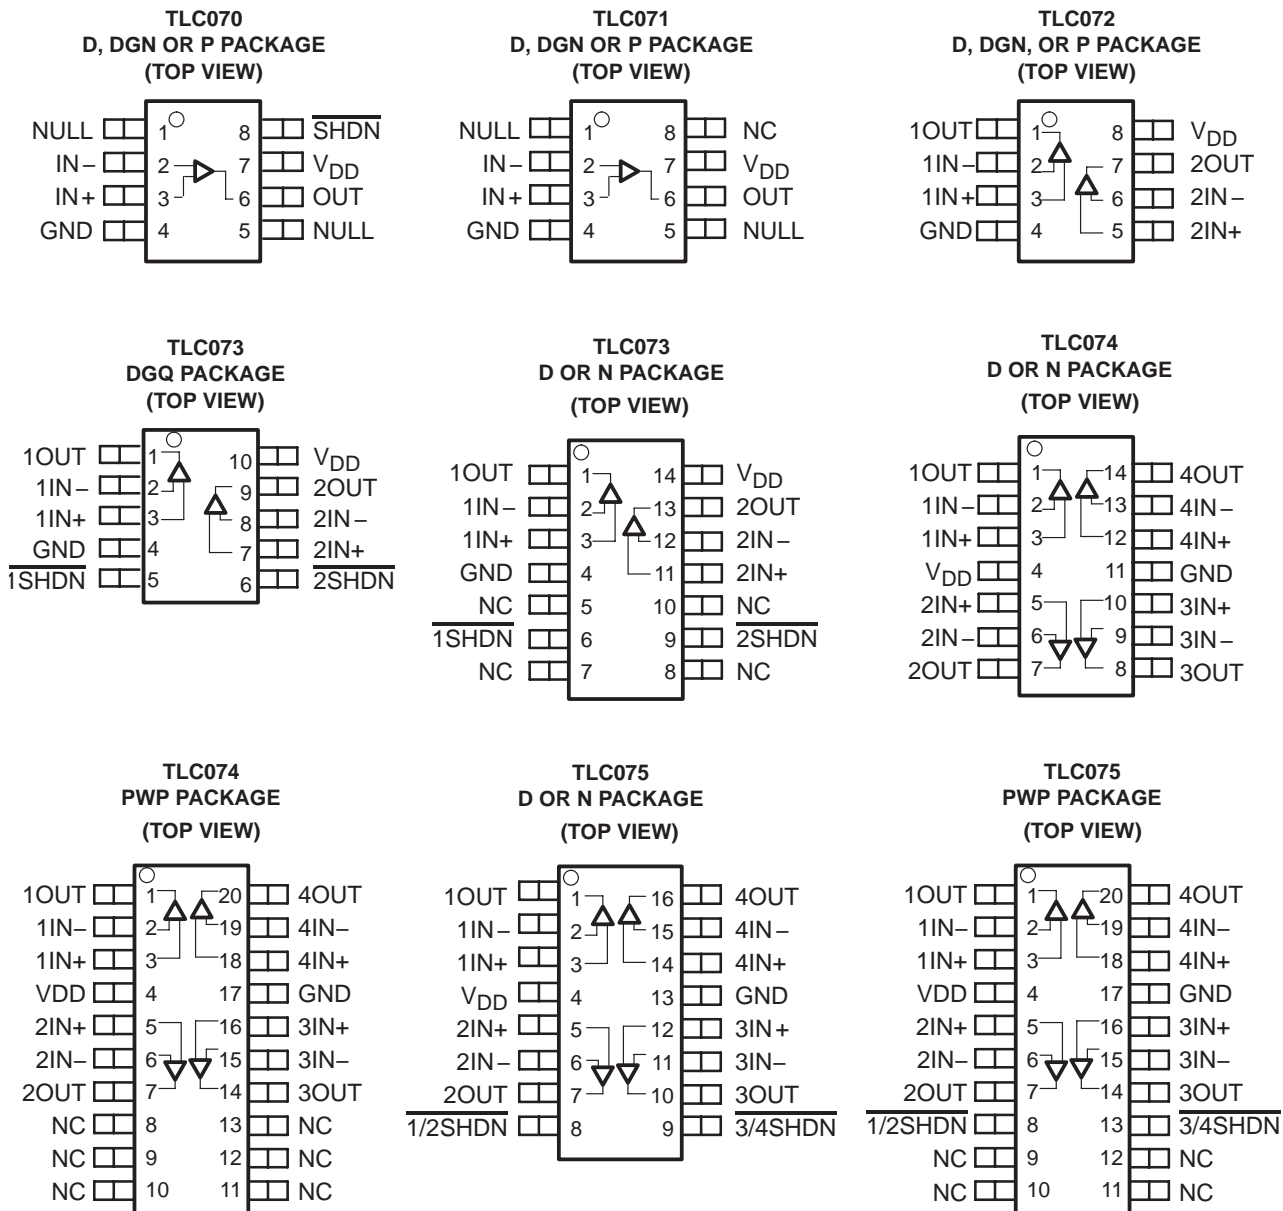 TLC070
D, DGN OR P PACKAGE
(TOP VIEW)
NULL 1 8 SHDN
IN− 2 7 VDD
IN+ 3 6 OUT
GND 4 5 NULL
TLC071
D, DGN OR P PACKAGE
(TOP VIEW)
NULL 1 8 NC
IN− 2 7 VDD
IN+ 3 6 OUT
GND 4 5 NULL
TLC072
D, DGN, OR P PACKAGE
(TOP VIEW)
1OUT 1 8 VDD
1IN− 2 7 2OUT
1IN+ 3 6 2IN−
GND 4 5 2IN+
TLC073
DGQ PACKAGE
(TOP VIEW)
1OUT 1 10 VDD
1IN− 2 9 2OUT
1IN+ 3 8 2IN−
GND 4 7 2IN+
1SHDN 5 6 2SHDN
TLC073
D OR N PACKAGE
(TOP VIEW)
1OUT 1 14 VDD
1IN− 2 13 2OUT
1IN+ 3 12 2IN−
GND 4 11 2IN+
NC 5 10 NC
1SHDN 6 9 2SHDN
NC 7 8 NC
TLC074
D OR N PACKAGE
(TOP VIEW)
1OUT 1 14 4OUT
1IN− 2 13 4IN−
1IN+ 3 12 4IN+
VDD 4 11 GND
2IN+ 5 10 3IN+
2IN− 6 9 3IN−
2OUT 7 8 3OUT
TLC074
PWP PACKAGE
(TOP VIEW)
1OUT 1 20 4OUT
1IN− 2 19 4IN−
1IN+ 3 18 4IN+
VDD 4 17 GND
2IN+ 5 16 3IN+
2IN− 6 15 3IN−
2OUT 7 14 3OUT
NC 8 13 NC
NC 9 12 NC
NC 10 11 NC
TLC075
D OR N PACKAGE
(TOP VIEW)
1OUT 1 16 4OUT
1IN− 2 15 4IN−
1IN+ 3 14 4IN+
VDD 4 13 GND
2IN+ 5 12 3IN+
2IN− 6 11 3IN−
2OUT 7 10 3OUT
1/2SHDN 8 9 3/4SHDN
TLC075
PWP PACKAGE
(TOP VIEW)
1OUT 1 20 4OUT
1IN− 2 19 4IN−
1IN+ 3 18 4IN+
VDD 4 17 GND
2IN+ 5 16 3IN+
2IN− 6 15 3IN−
2OUT 7 14 3OUT
1/2SHDN 8 13 3/4SHDN
NC 9 12 NC
NC 10 11 NC